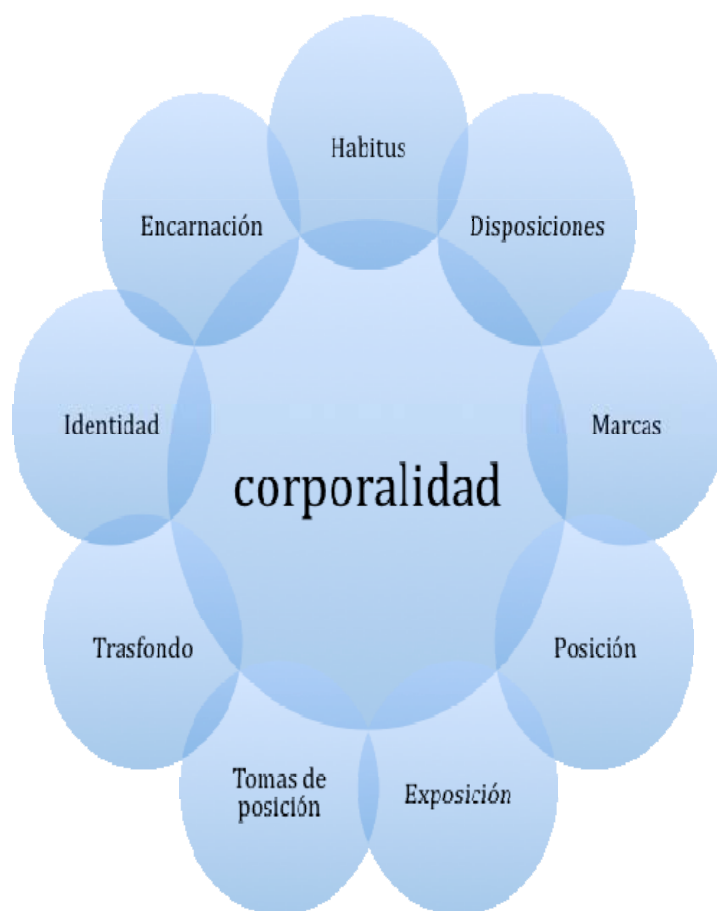 Habitus
Disposiciones
Marcas
Posición
Exposición
Tomas de
posición
Trasfondo
Identidad
Encarnación
corporalidad